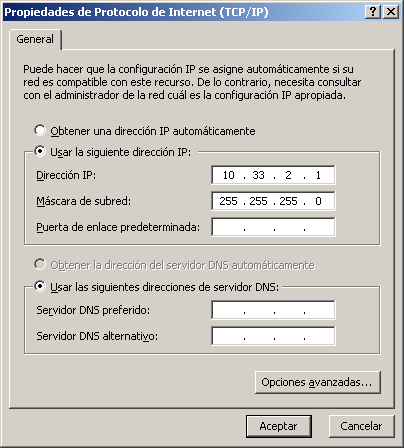 Propiedades de Protocolo de Internet (TCP/IP)
General
Puede hacer que la configuración IP se asigne automáticamente si su
red es compatible con este recurso. De lo contrario, necesita consultar
con el administrador de la red cuál es la configuración IP apropiada.
Obtener una dirección IP automáticamente
Usar la siguiente dirección IP:
Dirección IP: 10 . 33 . 2 . 1
Máscara de subred: 255 . 255 . 255 . 0
Puerta de enlace predeterminada: . . .
Obtener la dirección del servidor DNS automáticamente
Usar las siguientes direcciones de servidor DNS:
Servidor DNS preferido: . . .
Servidor DNS alternativo: . . .
Opciones avanzadas...
Aceptar Cancelar